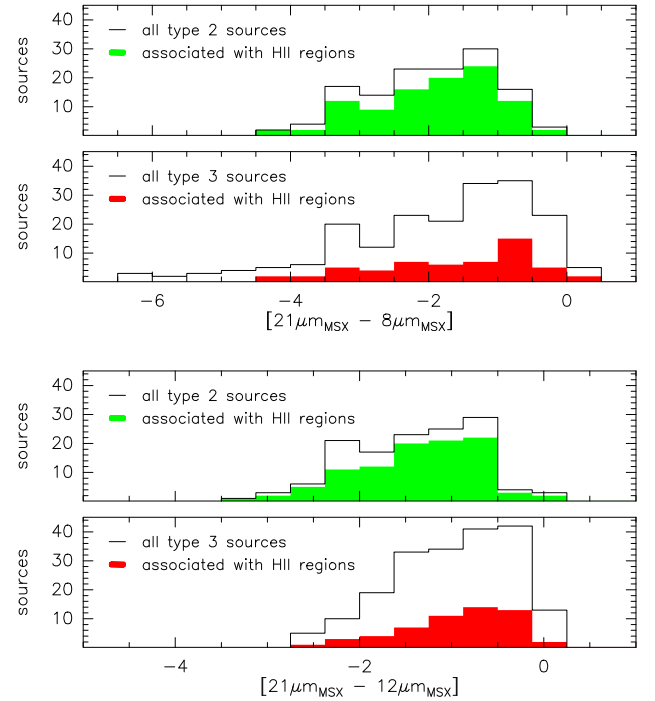 40
30
20
10
sources
all type 2 sources
associated with HII regions
40
30
20
10
sources
all type 3 sources
associated with HII regions
−6 −4 −2 0
[21μm_MSX − 8μm_MSX]
40
30
20
10
sources
all type 2 sources
associated with HII regions
40
30
20
10
sources
all type 3 sources
associated with HII regions
−4 −2 0
[21μm_MSX − 12μm_MSX]